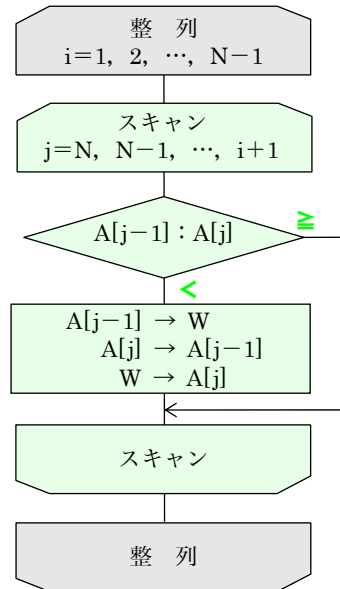 整　列
i=1, 2, …, N−1
スキャン
j=N, N−1, …, i+1
A[j−1]：A[j]
≧
<
A[j−1] → W
A[j] → A[j−1]
W → A[j]
スキャン
整　列